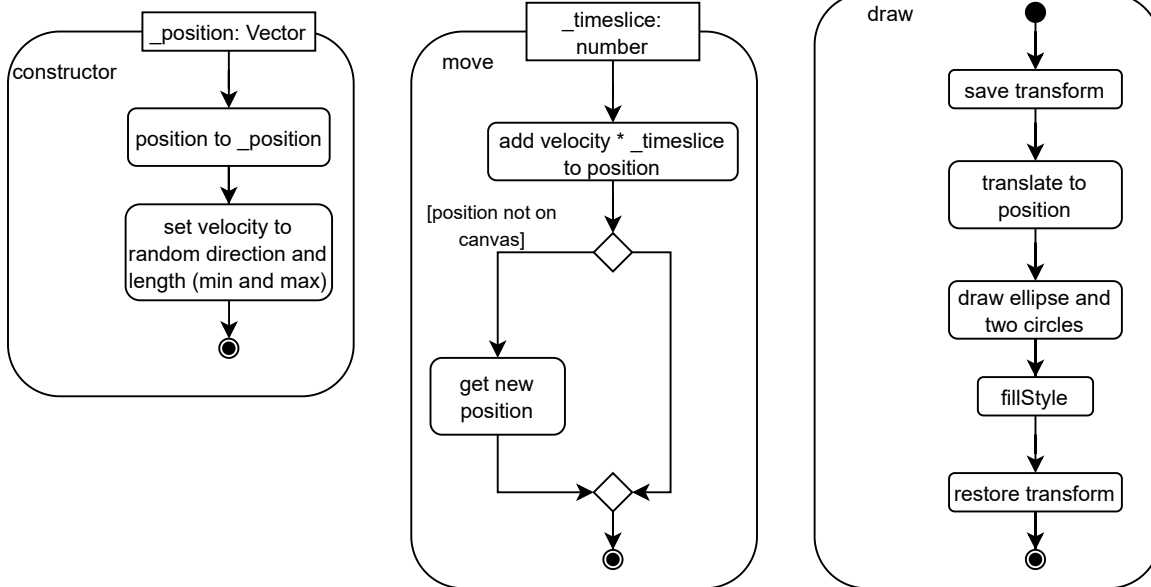 _position: Vector
constructor
position to _position
set velocity to
random direction and
length (min and max)
_timeslice:
number
move
add velocity * _timeslice
to position
[position not on
canvas]
get new
position
draw
save transform
translate to
position
draw ellipse and
two circles
fillStyle
restore transform